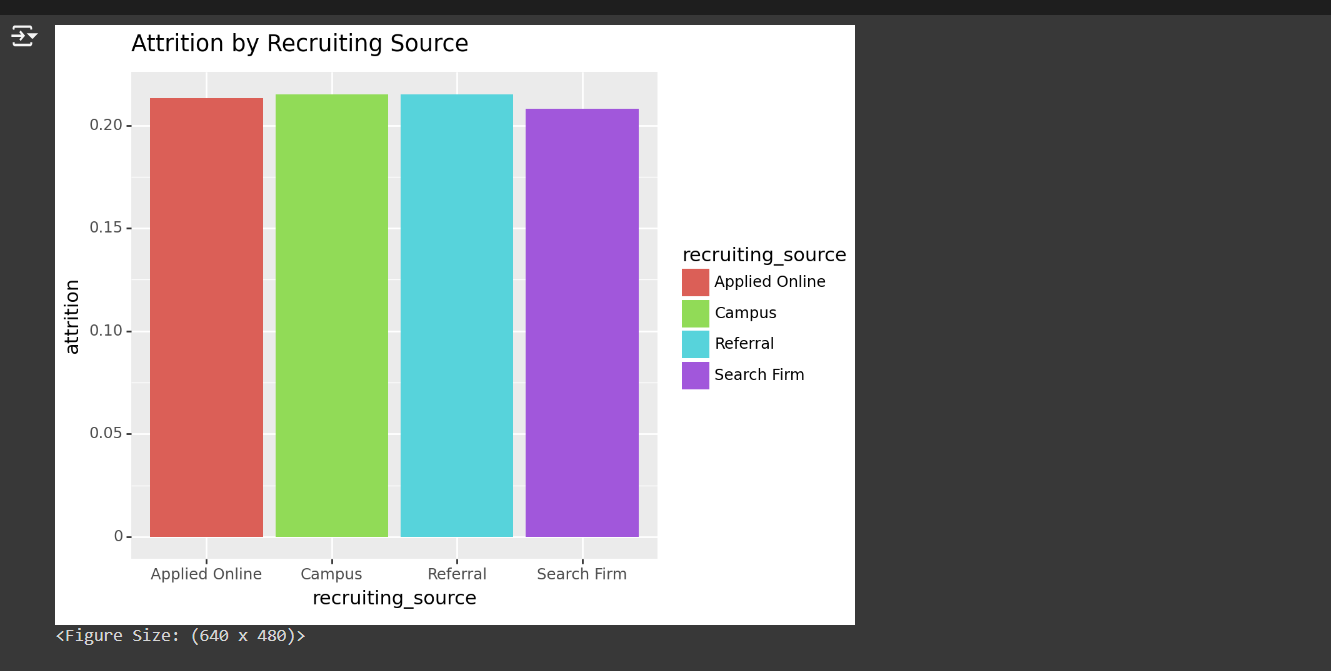 Attrition by Recruiting Source
0.20
0.15
0.10
0.05
0
attrition
Applied Online Campus Referral Search Firm
recruiting_source
recruiting_source
Applied Online
Campus
Referral
Search Firm
<Figure Size: (640 x 480)>